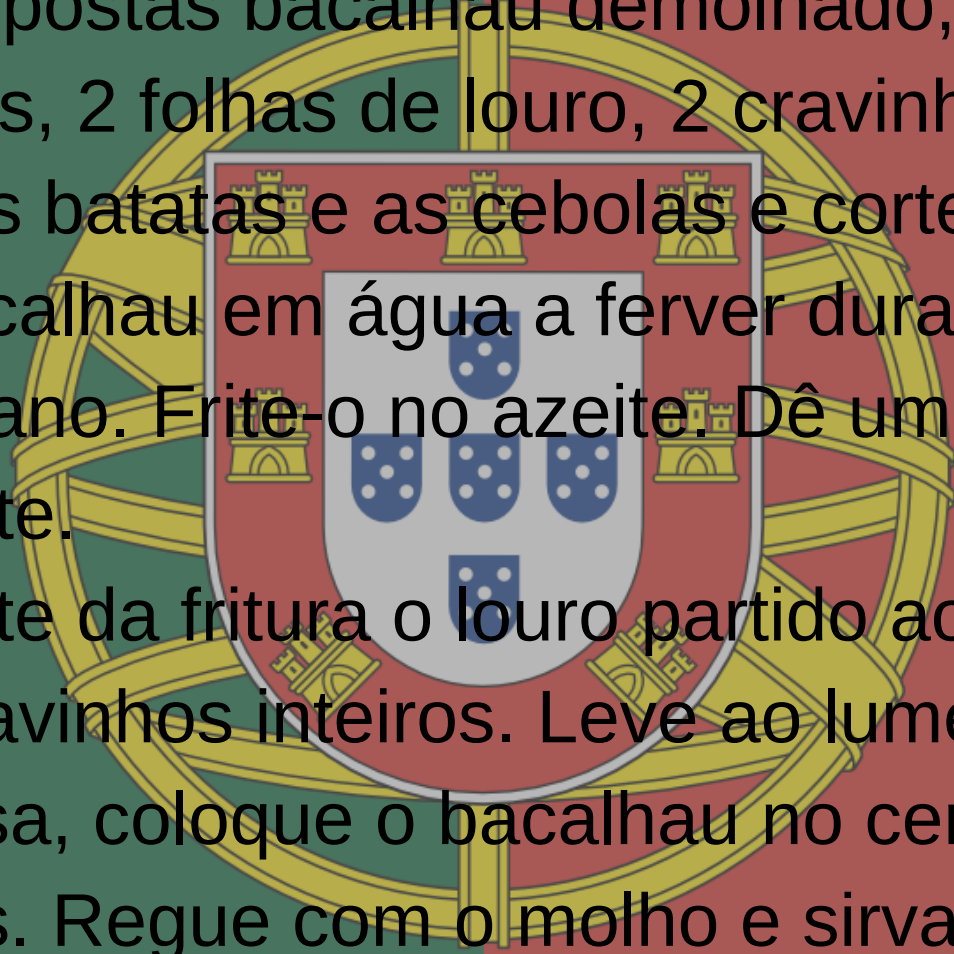 postas bacalhau demolhado,
s, 2 folhas de louro, 2 cravinh
s batatas e as cebolas e corte
calhau em água a ferver dura
ano. Frite-o no azeite. Dê um
te.
te da fritura o louro partido ao
avinhos inteiros. Leve ao lume
sa, coloque o bacalhau no cer
s. Regue com o molho e sirva